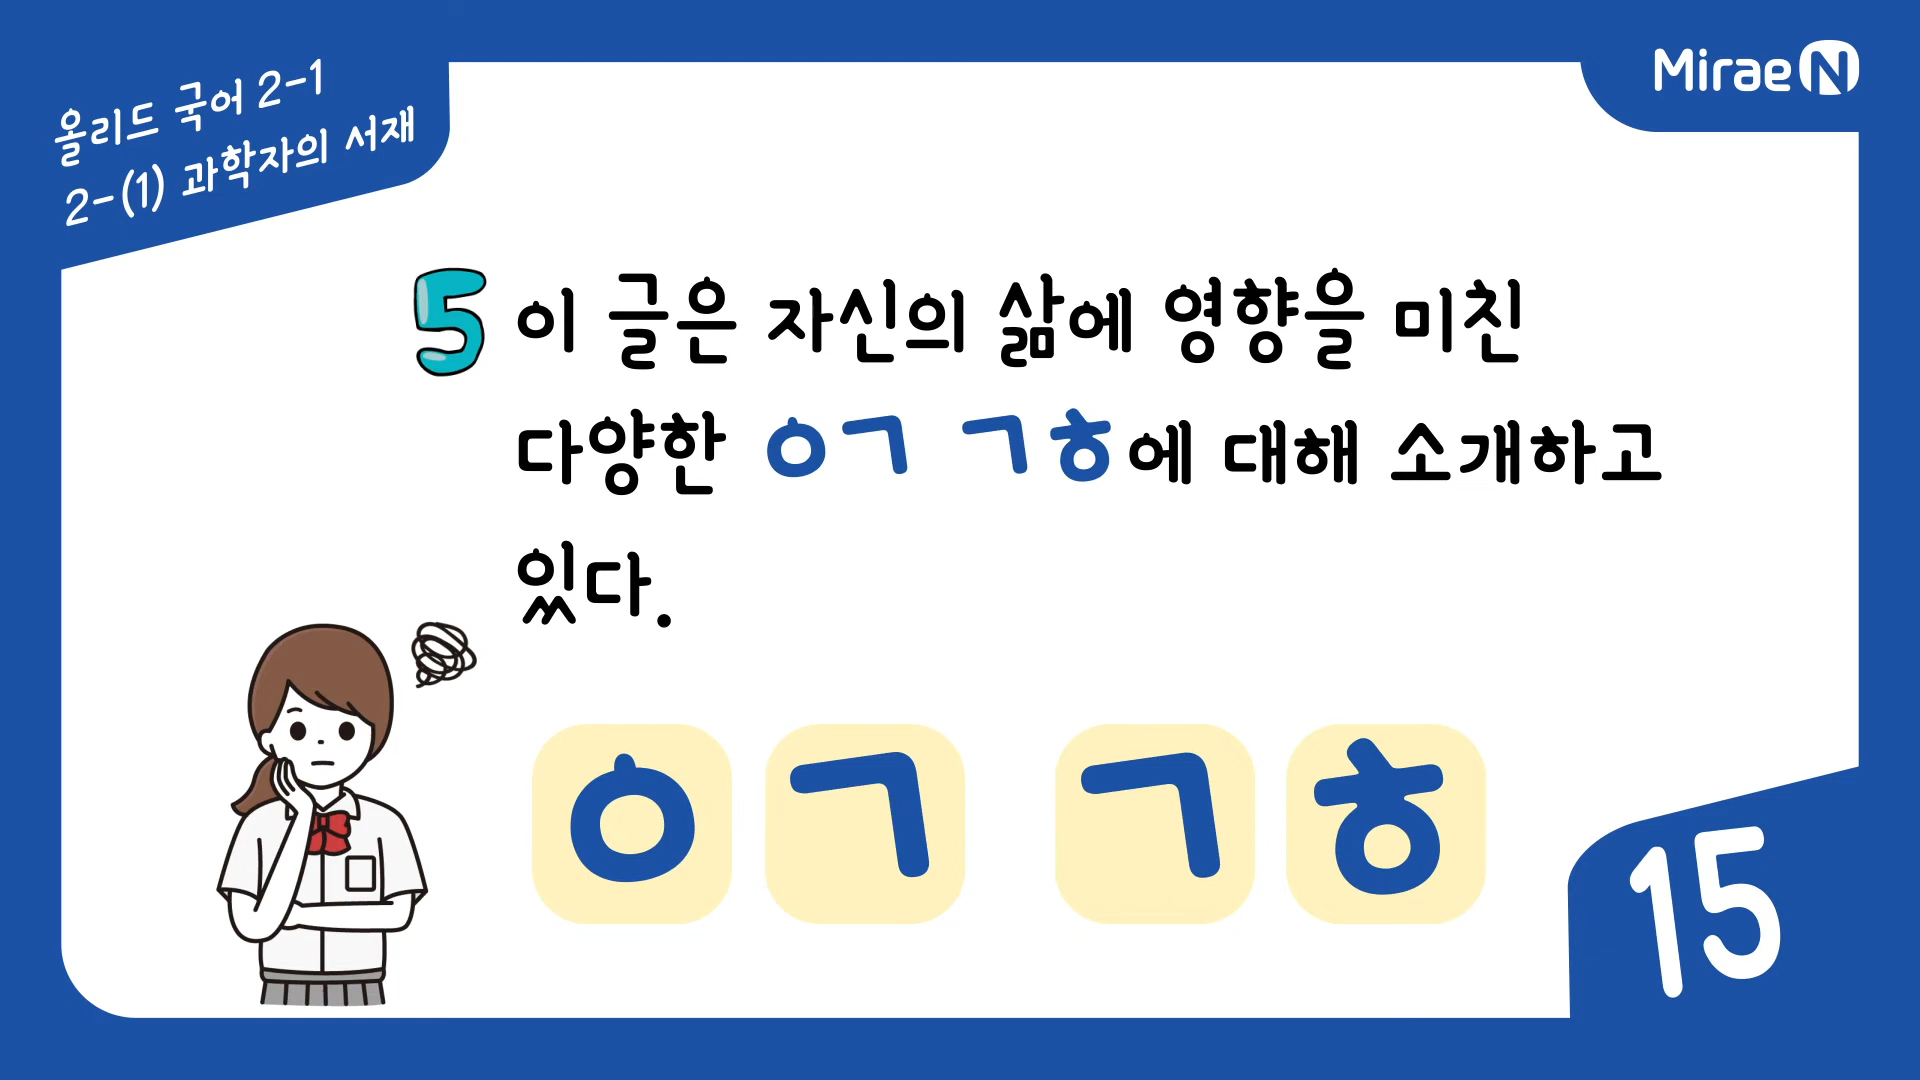 올리드 국어 2-1
2-(1) 과학자의 서재
Mirae N
5 이 글은 자신의 삶에 영향을 미친
다양한 ㅇㄱ ㄱㅎ에 대해 소개하고
있다.
ㅇ ㄱ ㄱ ㅎ
15